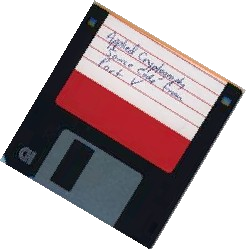 Applied Cryptography
Source Code from
Part V